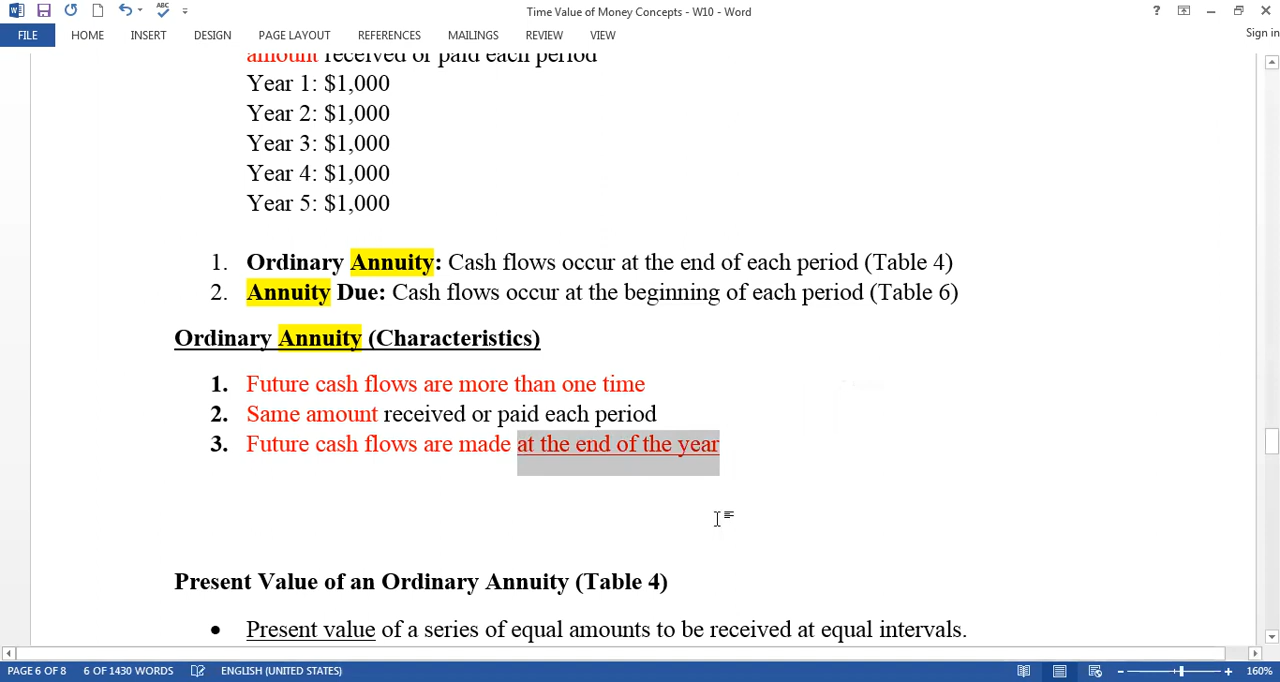 Time Value of Money Concepts - W10 - Word
Sign in
FILE HOME INSERT DESIGN PAGE LAYOUT REFERENCES MAILINGS REVIEW VIEW
amount received or paid each period
Year 1: $1,000
Year 2: $1,000
Year 3: $1,000
Year 4: $1,000
Year 5: $1,000
1. Ordinary Annuity: Cash flows occur at the end of each period (Table 4)
2. Annuity Due: Cash flows occur at the beginning of each period (Table 6)
Ordinary Annuity (Characteristics)
1. Future cash flows are more than one time
2. Same amount received or paid each period
3. Future cash flows are made at the end of the year
Present Value of an Ordinary Annuity (Table 4)
• Present value of a series of equal amounts to be received at equal intervals.
PAGE 6 OF 8 6 OF 1430 WORDS ENGLISH (UNITED STATES) 160%